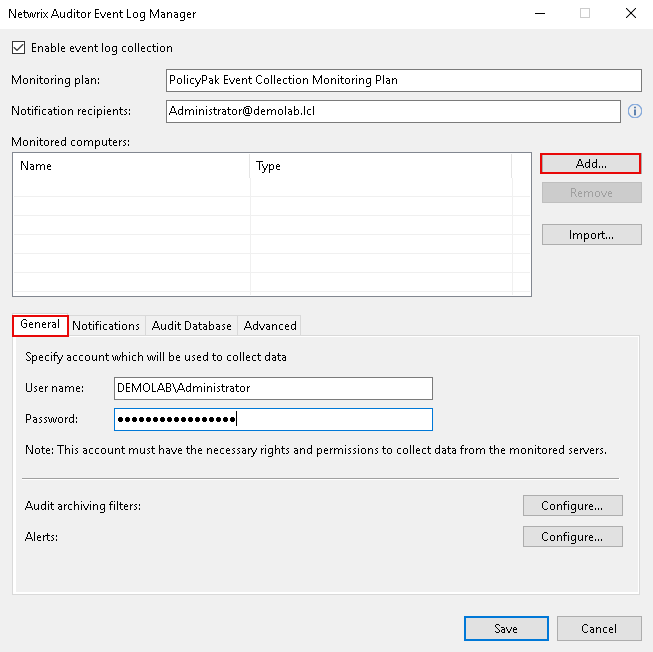 Netwrix Auditor Event Log Manager
Enable event log collection
Monitoring plan: PolicyPak Event Collection Monitoring Plan
Notification recipients: Administrator@demolab.lcl
Monitored computers:
Name Type
Add...
Remove
Import...
General Notifications Audit Database Advanced
Specify account which will be used to collect data
User name: DEMOLAB\Administrator
Password: ●●●●●●●●●●●●●●●●●
Note: This account must have the necessary rights and permissions to collect data from the monitored servers.
Audit archiving filters: Configure...
Alerts: Configure...
Save Cancel